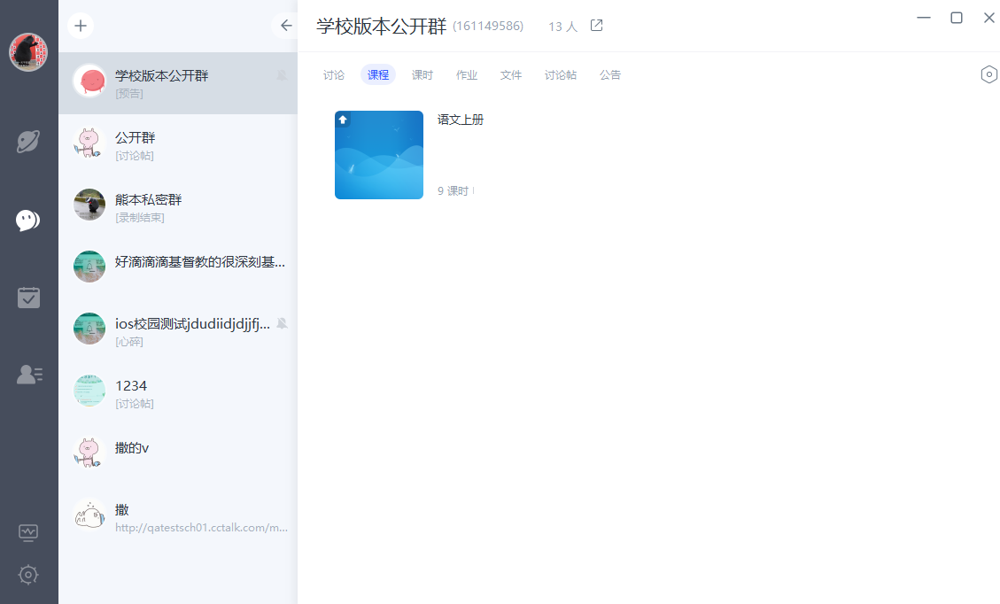 学校版本公开群 (161149586) 13 人
讨论 课程 课时 作业 文件 讨论帖 公告
语文上册
9 课时
学校版本公开群
[预告]
公开群
[讨论帖]
熊本私密群
[录制结束]
好滴滴滴基督教的很深刻基...
ios校园测试jdudiidjdjjfj...
[心碎]
1234
[讨论帖]
撒的v
撒
http://qatestsch01.cctalk.com/m...